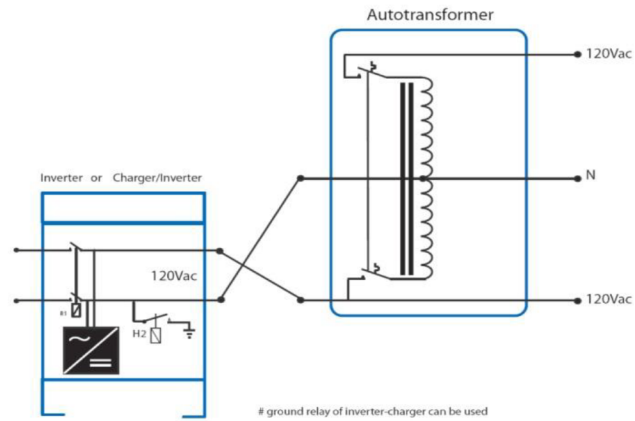 Autotransformer
120Vac
Inverter or Charger/Inverter
N
120Vac
H2
120Vac
# ground relay of inverter-charger can be used